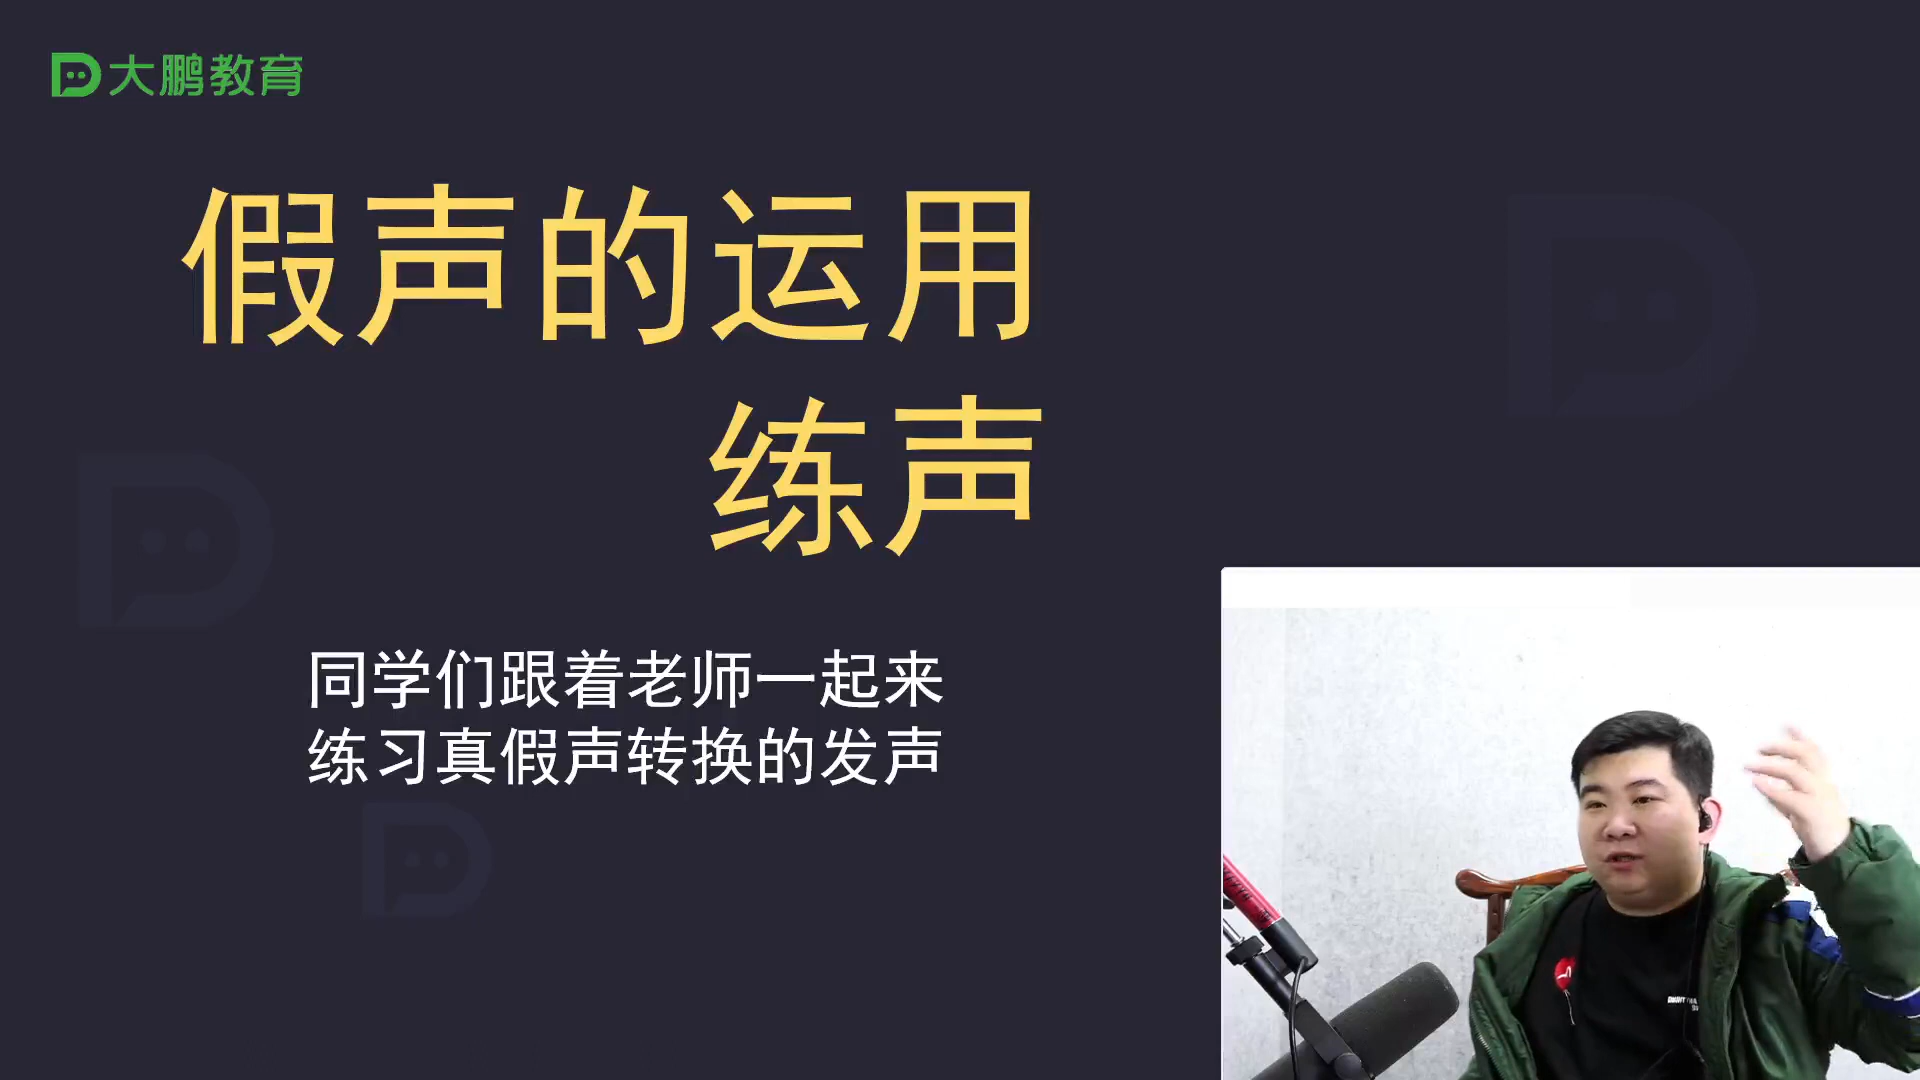 大鹏教育
假声的运用
练声
同学们跟着老师一起来
练习真假声转换的发声